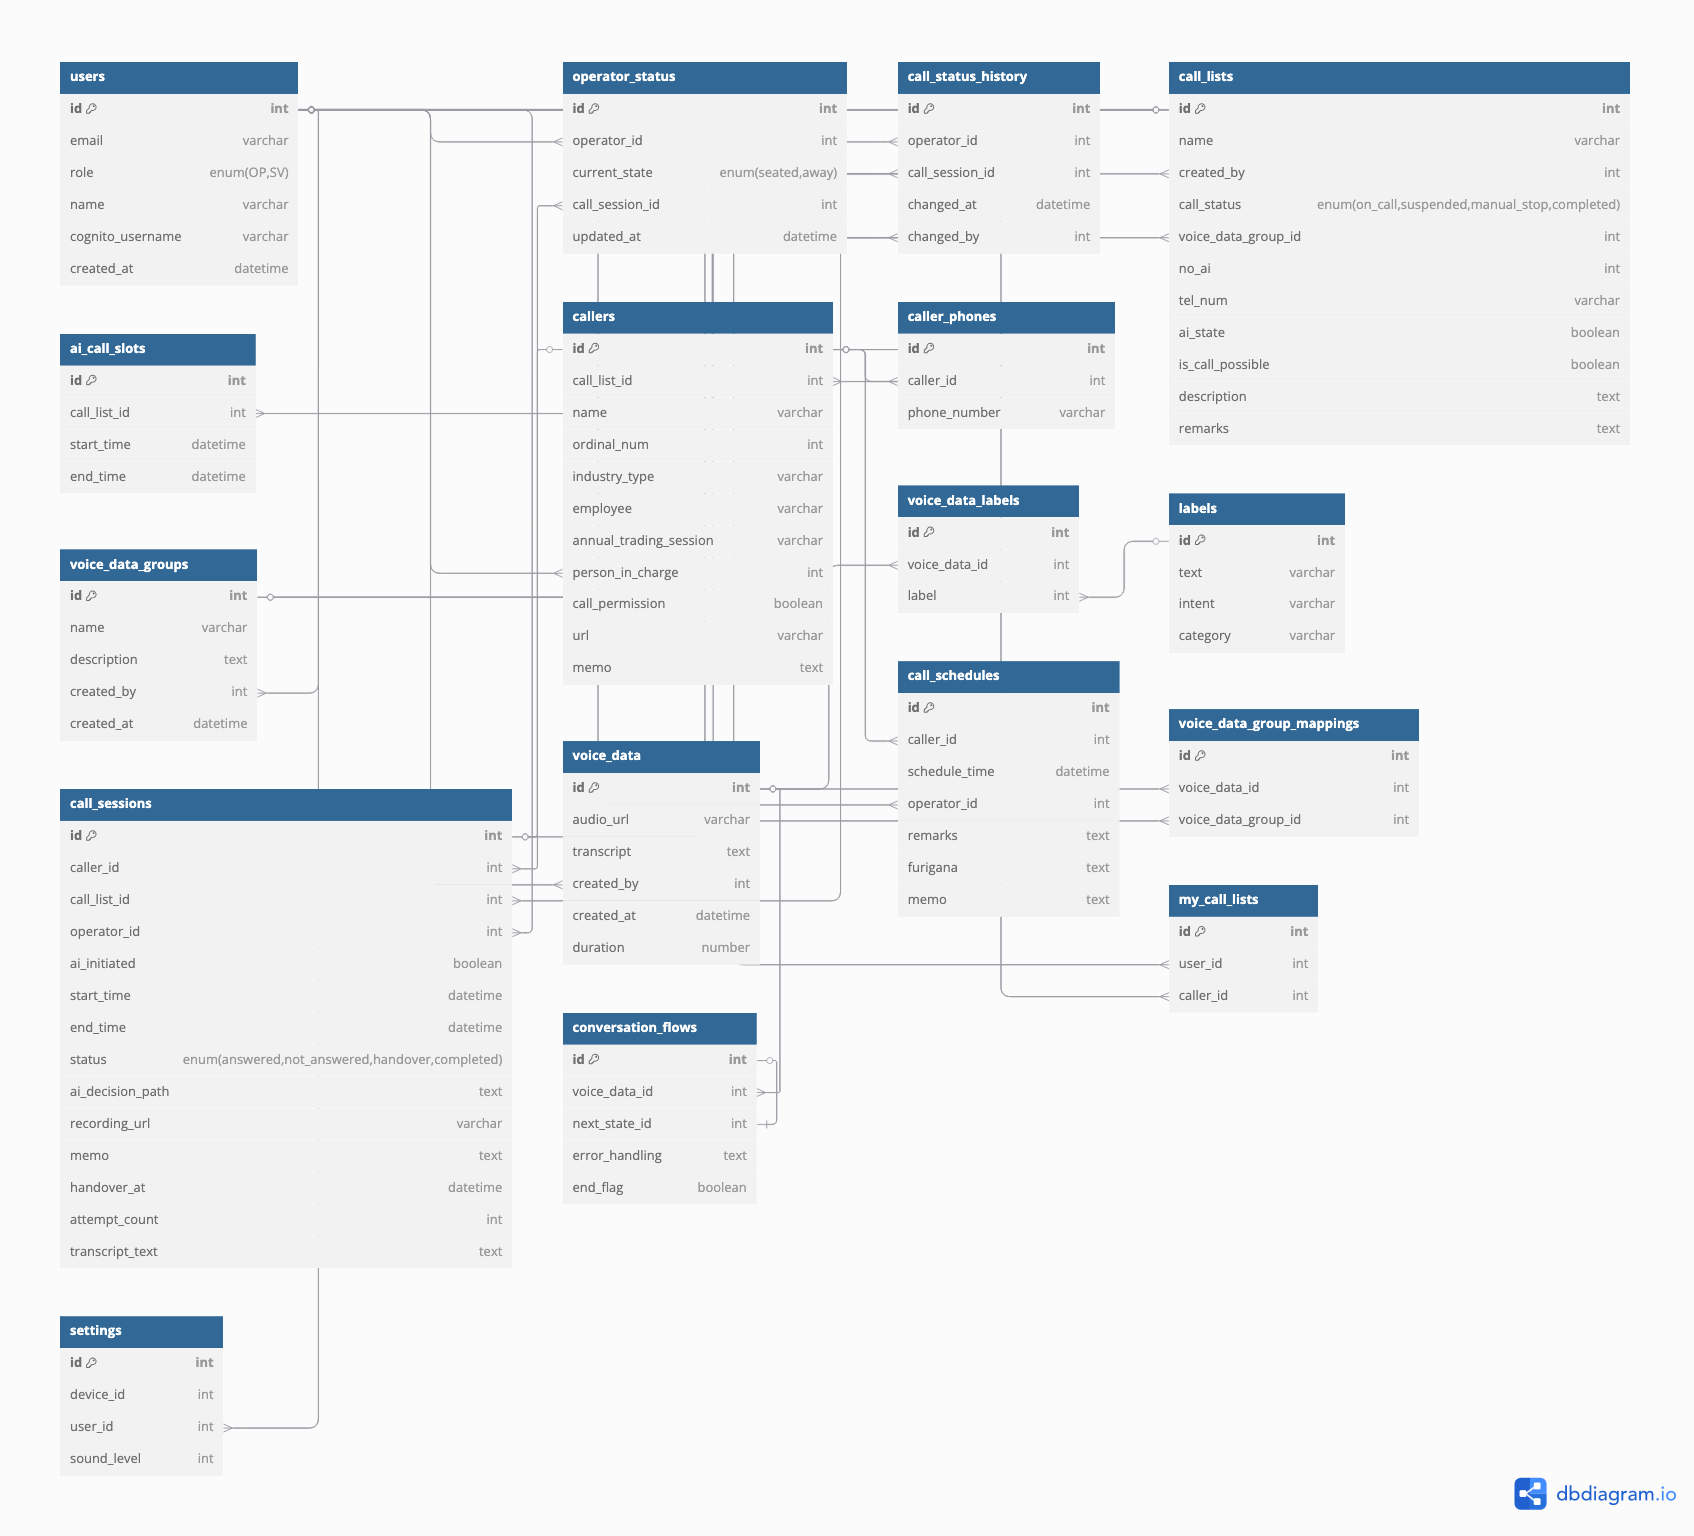 users
id int
email varchar
role enum(OP,SV)
name varchar
cognito_username varchar
created_at datetime
operator_status
id int
operator_id int
current_state enum(seated,away)
call_session_id int
updated_at datetime
call_status_history
id int
operator_id int
call_session_id int
changed_at datetime
changed_by int
call_lists
id int
name varchar
created_by int
call_status enum(on_call,suspended,manual_stop,completed)
voice_data_group_id int
no_ai int
tel_num varchar
ai_state boolean
is_call_possible boolean
description text
remarks text
ai_call_slots
id int
call_list_id int
start_time datetime
end_time datetime
callers
id int
call_list_id int
name varchar
ordinal_num int
industry_type varchar
employee varchar
annual_trading_session varchar
person_in_charge int
call_permission boolean
url varchar
memo text
caller_phones
id int
caller_id int
phone_number varchar
voice_data_labels
id int
voice_data_id int
label int
labels
id int
text varchar
intent varchar
category varchar
voice_data_groups
id int
name varchar
description text
created_by int
created_at datetime
call_schedules
id int
caller_id int
schedule_time datetime
operator_id int
remarks text
furigana text
memo text
voice_data_group_mappings
id int
voice_data_id int
voice_data_group_id int
call_sessions
id int
caller_id int
call_list_id int
operator_id int
ai_initiated boolean
start_time datetime
end_time datetime
status enum(answered,not_answered,handover,completed)
ai_decision_path text
recording_url varchar
memo text
handover_at datetime
attempt_count int
transcript_text text
voice_data
id int
audio_url varchar
transcript text
created_by int
created_at datetime
duration number
my_call_lists
id int
user_id int
caller_id int
conversation_flows
id int
voice_data_id int
next_state_id int
error_handling text
end_flag boolean
settings
id int
device_id int
user_id int
sound_level int
dbdiagram.io